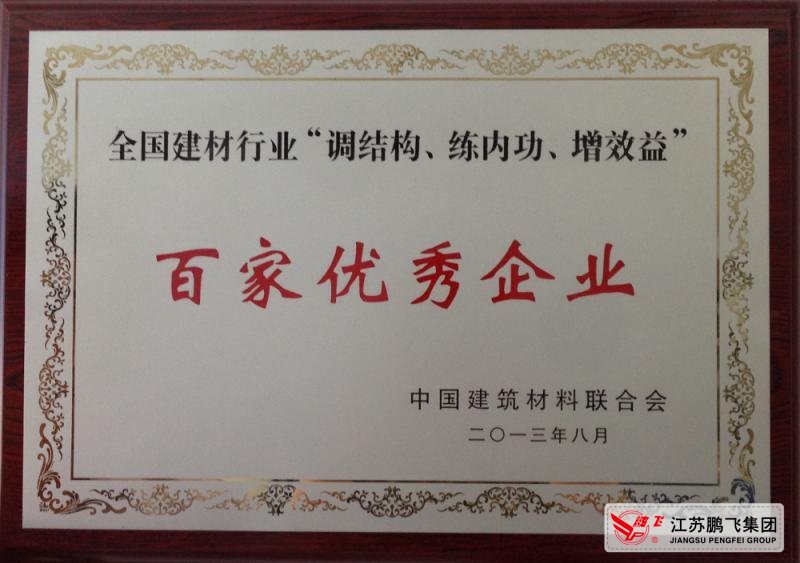 全国建材行业“调结构、练内功、增效益”
百家优秀企业
中国建筑材料联合会
二〇一三年八月
鹏飞
江苏鹏飞集团
JIANGSU PENGFEI GROUP